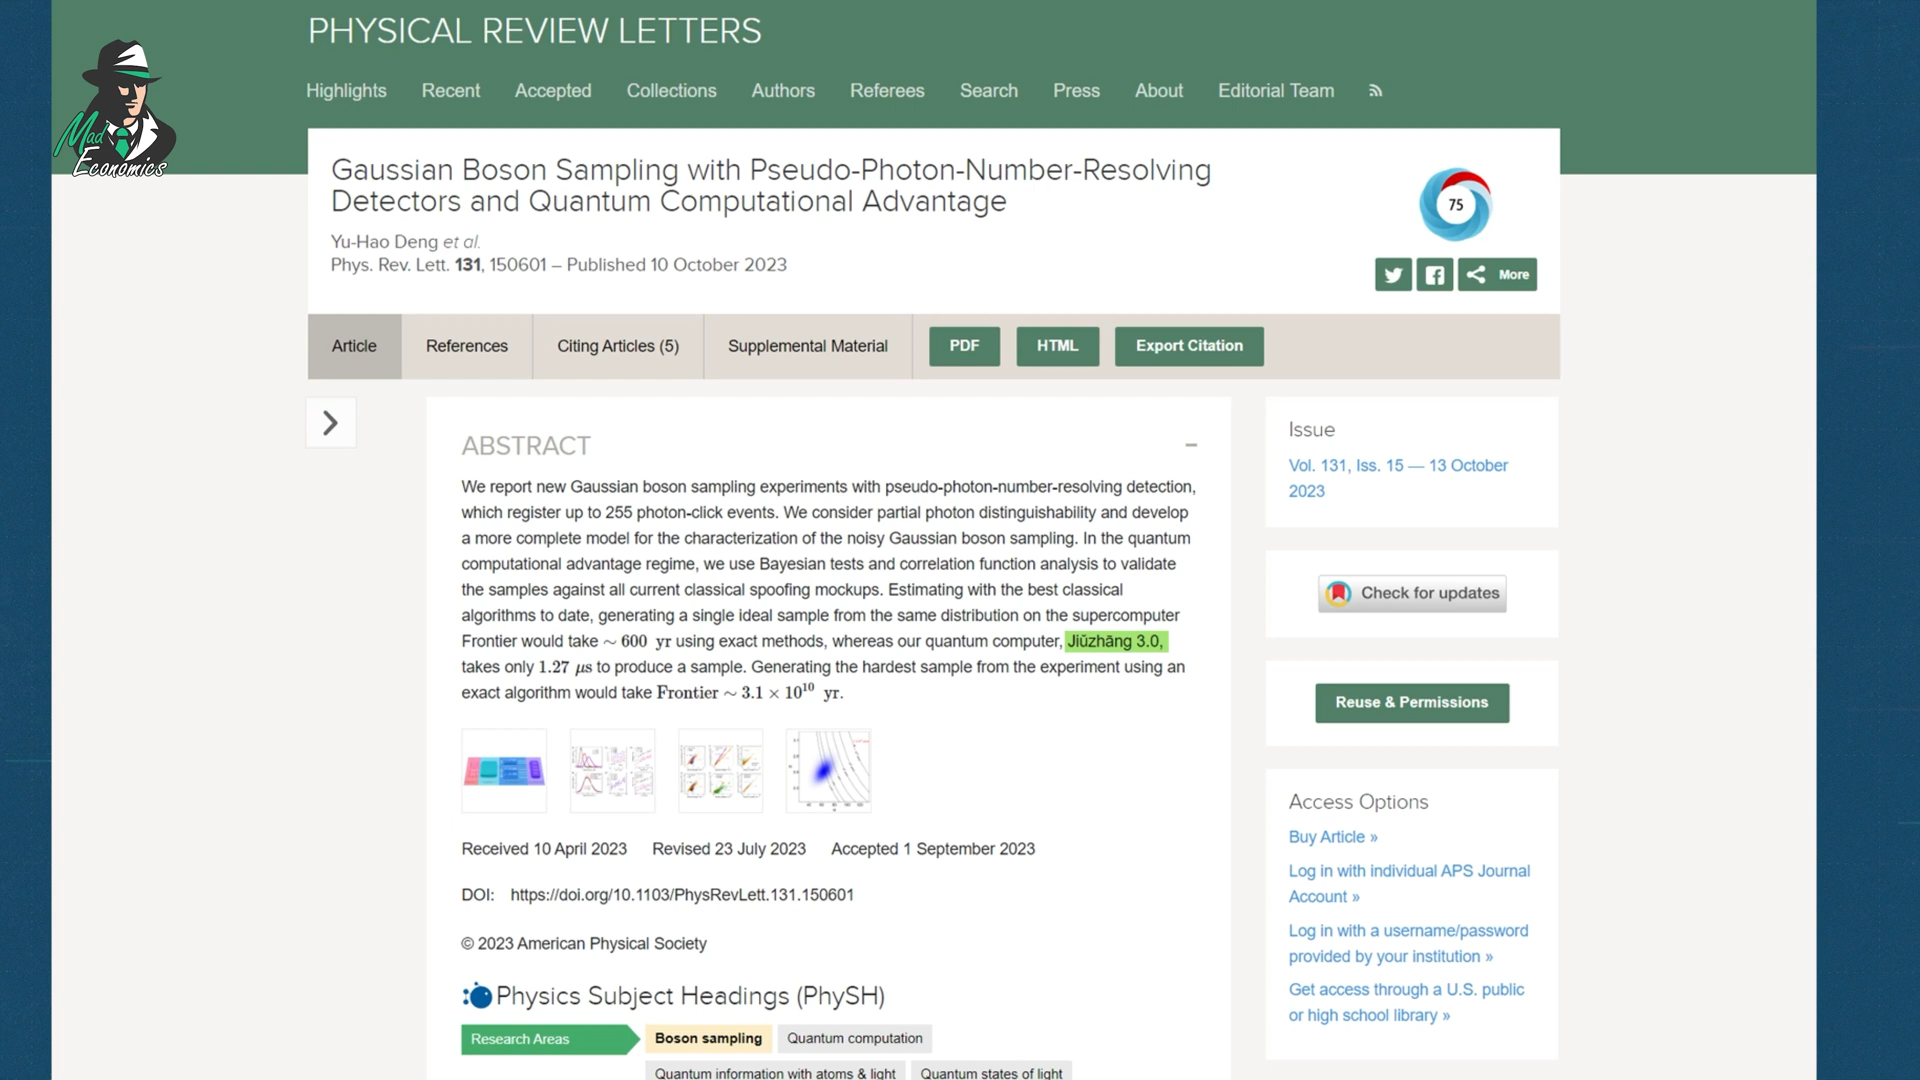 PHYSICAL REVIEW LETTERS
Highlights Recent Accepted Collections Authors Referees Search Press About Editorial Team
Mad
Economics
Gaussian Boson Sampling with Pseudo-Photon-Number-Resolving
Detectors and Quantum Computational Advantage
75
Yu-Hao Deng et al.
Phys. Rev. Lett. 131, 150601 – Published 10 October 2023
More
Article References Citing Articles (5) Supplemental Material PDF HTML Export Citation
ABSTRACT
We report new Gaussian boson sampling experiments with pseudo-photon-number-resolving detection,
which register up to 255 photon-click events. We consider partial photon distinguishability and develop
a more complete model for the characterization of the noisy Gaussian boson sampling. In the quantum
computational advantage regime, we use Bayesian tests and correlation function analysis to validate
the samples against all current classical spoofing mockups. Estimating with the best classical
algorithms to date, generating a single ideal sample from the same distribution on the supercomputer
Frontier would take ∼ 600 yr using exact methods, whereas our quantum computer, Jiǔzhāng 3.0,
takes only 1.27 μs to produce a sample. Generating the hardest sample from the experiment using an
exact algorithm would take Frontier ∼ 3.1 × 10¹⁰ yr.
Received 10 April 2023 Revised 23 July 2023 Accepted 1 September 2023
DOI: https://doi.org/10.1103/PhysRevLett.131.150601
© 2023 American Physical Society
Physics Subject Headings (PhySH)
Research Areas Boson sampling Quantum computation
Quantum information with atoms & light Quantum states of light
Issue
Vol. 131, Iss. 15 — 13 October
2023
Check for updates
Reuse & Permissions
Access Options
Buy Article »
Log in with individual APS Journal
Account »
Log in with a username/password
provided by your institution »
Get access through a U.S. public
or high school library »